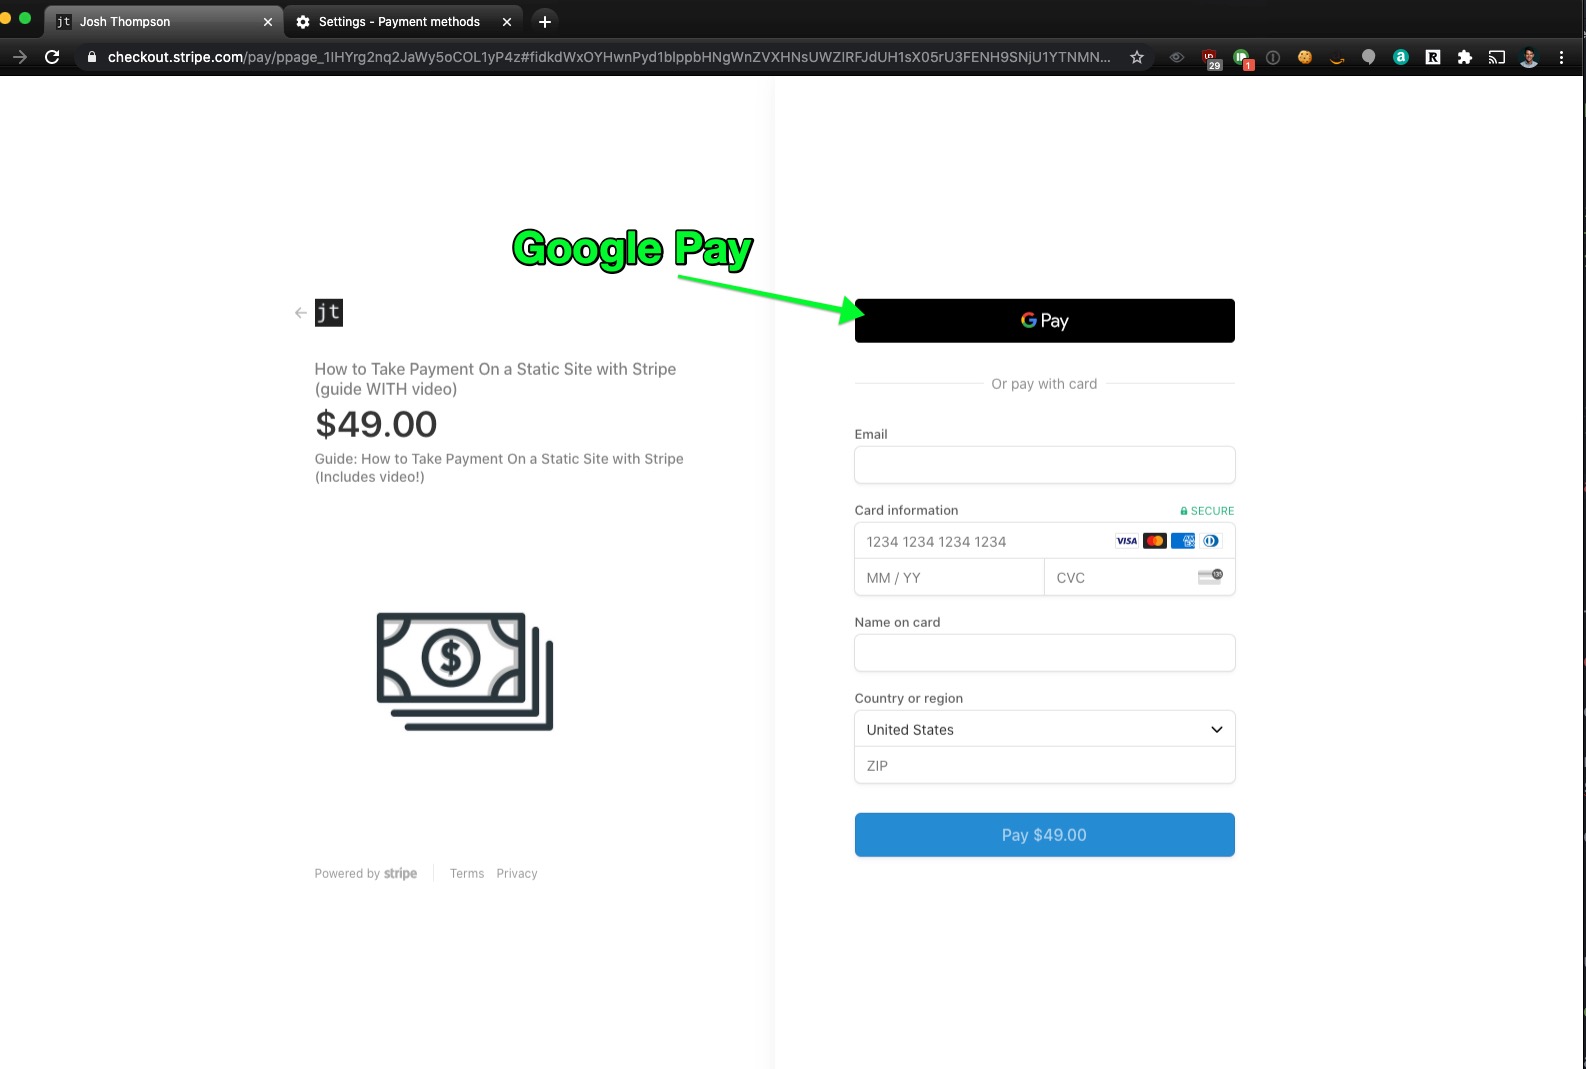 jt Josh Thompson
Settings - Payment methods
checkout.stripe.com/pay/ppage_1IHYrg2nq2JaWy5oCOL1yP4z#fidkdWxOYHwnPyd1blppbHNgWnZVXHNsUWZIRFJdUH1sX05rU3FENH9SNjU1YTNMN...
29
1
a
R
Google Pay
jt
G Pay
How to Take Payment On a Static Site with Stripe
(guide WITH video)
$49.00
Guide: How to Take Payment On a Static Site with Stripe
(Includes video!)
Or pay with card
Email
Card information
SECURE
1234 1234 1234 1234
VISA
MM / YY
CVC
Name on card
Country or region
United States
ZIP
Pay $49.00
$
Powered by stripe
Terms
Privacy